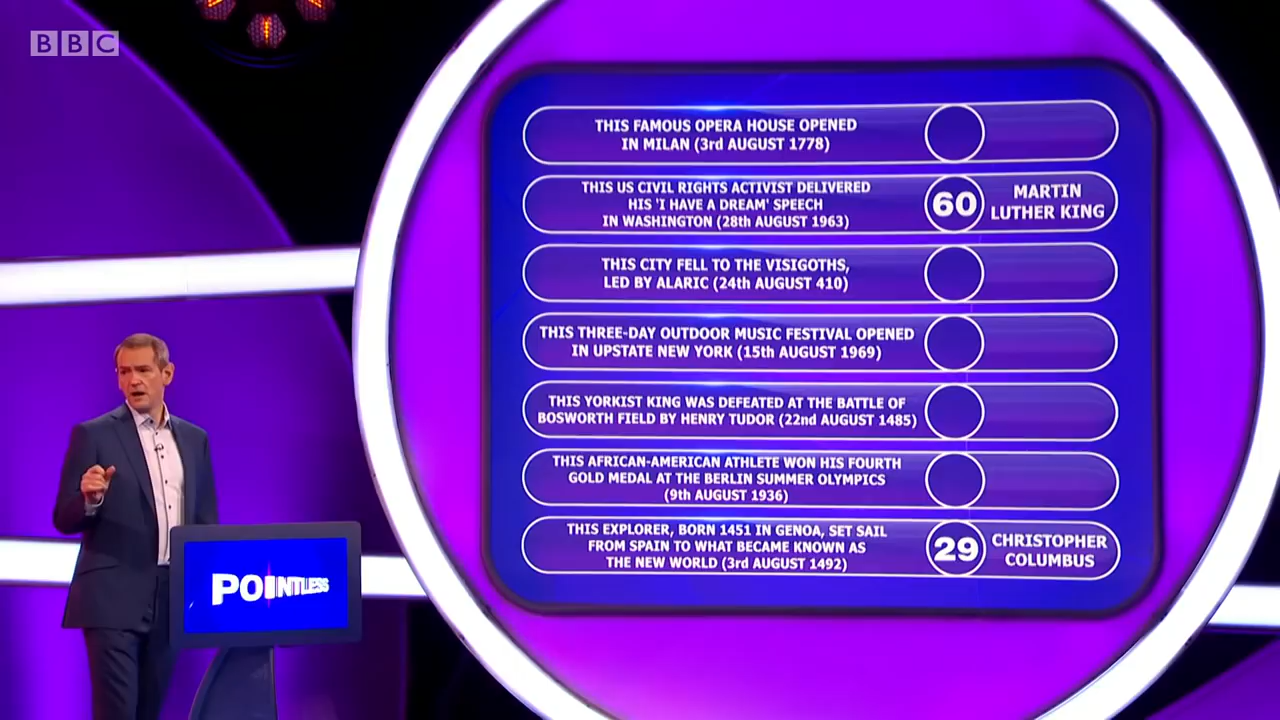 BBC
THIS FAMOUS OPERA HOUSE OPENED
IN MILAN (3rd AUGUST 1778)
THIS US CIVIL RIGHTS ACTIVIST DELIVERED
HIS 'I HAVE A DREAM' SPEECH
IN WASHINGTON (28th AUGUST 1963)
60
MARTIN
LUTHER KING
THIS CITY FELL TO THE VISIGOTHS,
LED BY ALARIC (24th AUGUST 410)
THIS THREE-DAY OUTDOOR MUSIC FESTIVAL OPENED
IN UPSTATE NEW YORK (15th AUGUST 1969)
THIS YORKIST KING WAS DEFEATED AT THE BATTLE OF
BOSWORTH FIELD BY HENRY TUDOR (22nd AUGUST 1485)
THIS AFRICAN-AMERICAN ATHLETE WON HIS FOURTH
GOLD MEDAL AT THE BERLIN SUMMER OLYMPICS
(9th AUGUST 1936)
THIS EXPLORER, BORN 1451 IN GENOA, SET SAIL
FROM SPAIN TO WHAT BECAME KNOWN AS
THE NEW WORLD (3rd AUGUST 1492)
29
CHRISTOPHER
COLUMBUS
POINTLESS